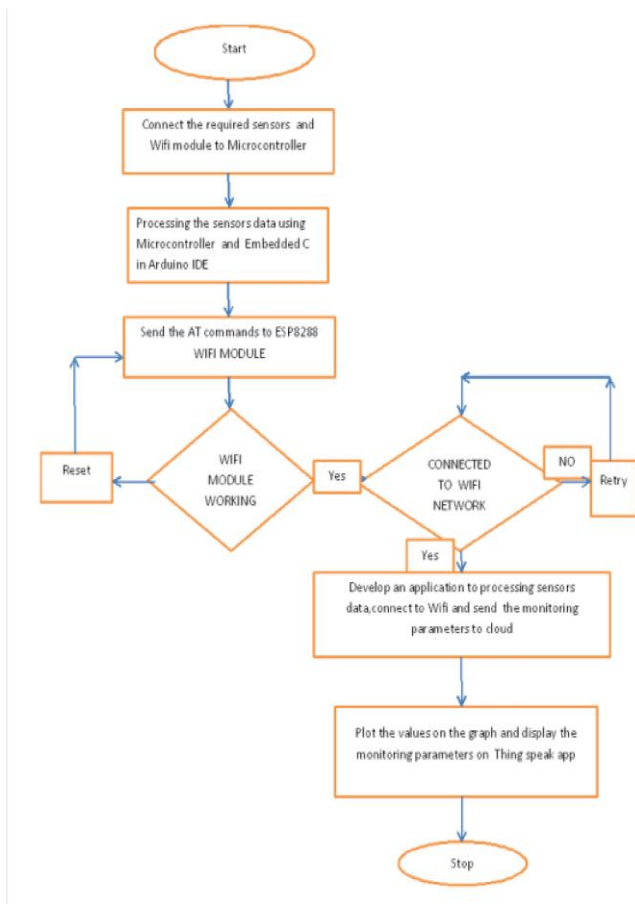 Start
Connect the required sensors and
Wifi module to Microcontroller
Processing the sensors data using
Microcontroller and Embedded C
in Arduino IDE
Send the AT commands to ESP8288
WIFI MODULE
WIFI
MODULE
WORKING
Reset
Yes
CONNECTED
TO WIFI
NETWORK
NO
Retry
Yes
Develop an application to processing sensors
data,connect to Wifi and send the monitoring
parameters to cloud
Plot the values on the graph and display the
monitoring parameters on Thing speak app
Stop